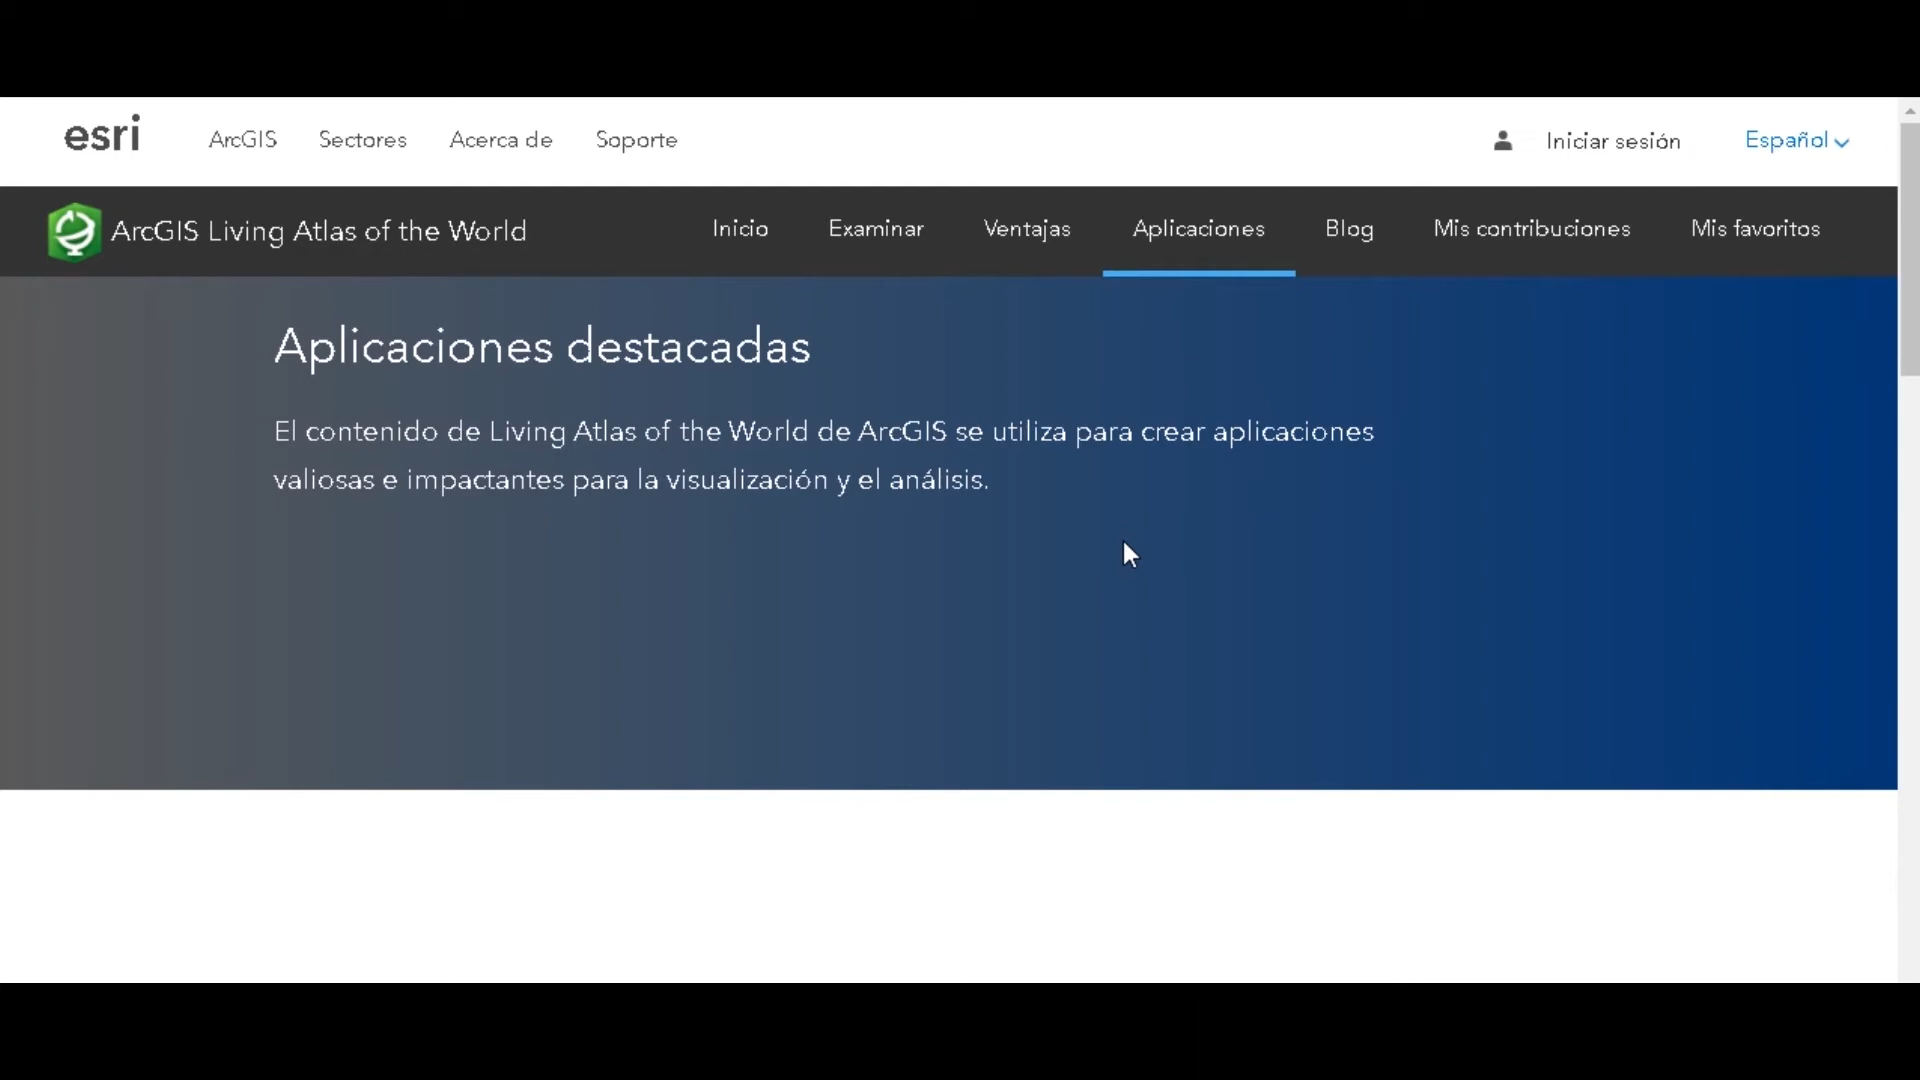 esri
ArcGIS Sectores Acerca de Soporte
Iniciar sesión Español
ArcGIS Living Atlas of the World
Inicio Examinar Ventajas Aplicaciones Blog Mis contribuciones Mis favoritos
Aplicaciones destacadas
El contenido de Living Atlas of the World de ArcGIS se utiliza para crear aplicaciones
valiosas e impactantes para la visualización y el análisis.